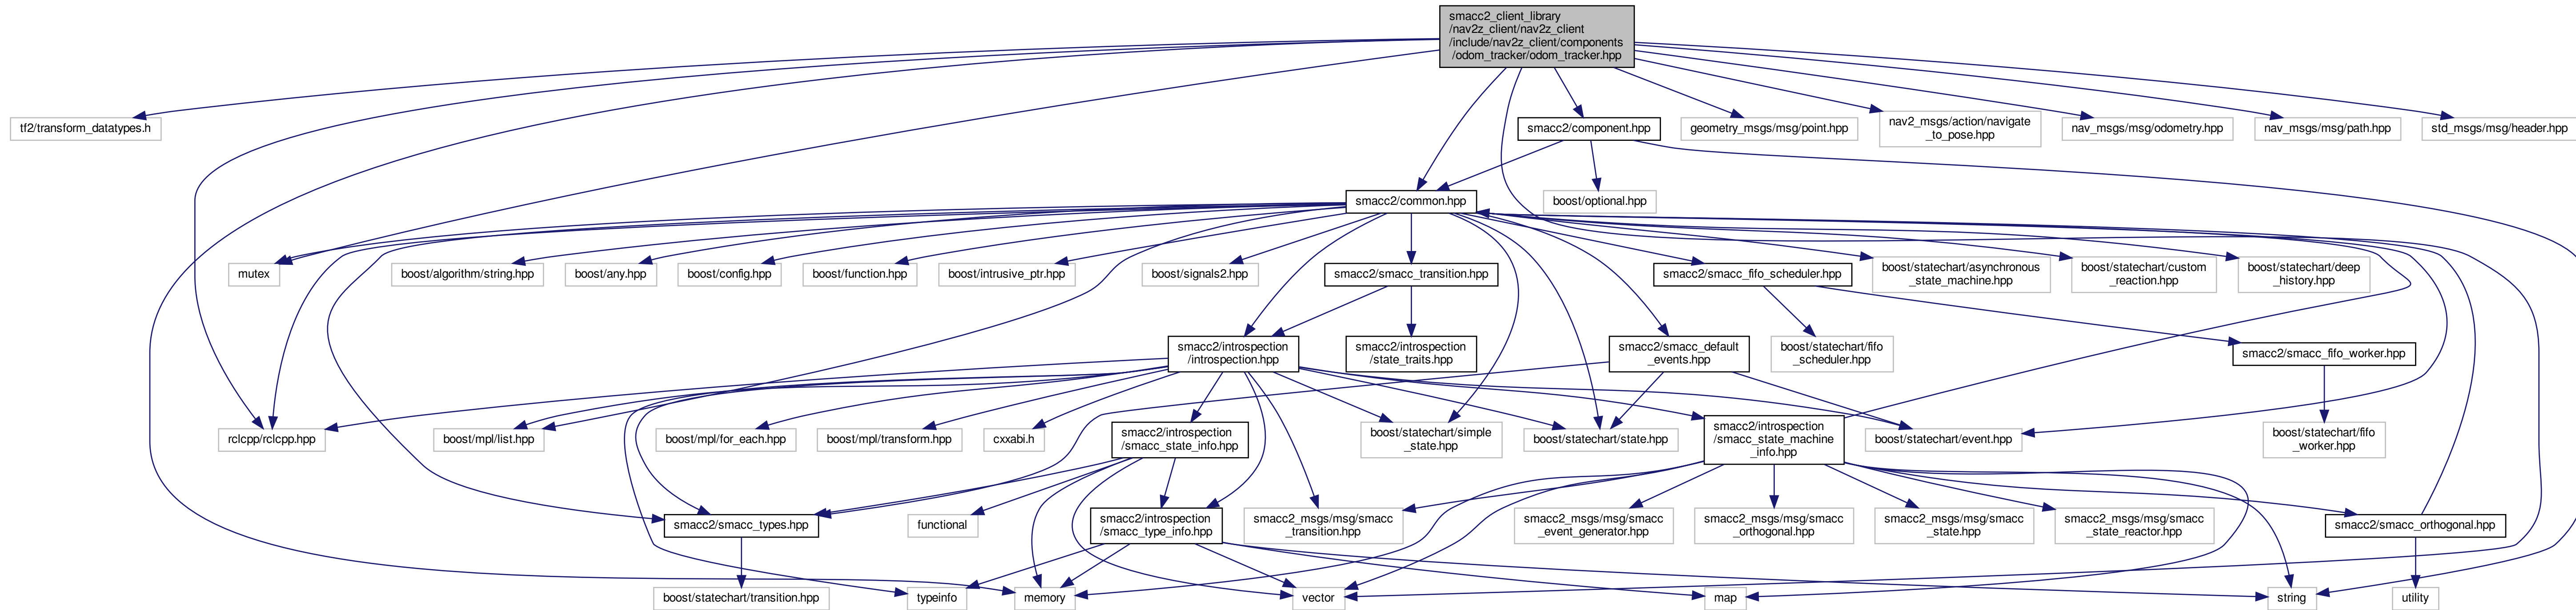 smacc2_client_library
/nav2z_client/nav2z_client
/include/nav2z_client/components
/odom_tracker/odom_tracker.hpp
tf2/transform_datatypes.h
smacc2/component.hpp
geometry_msgs/msg/point.hpp
nav2_msgs/action/navigate
_to_pose.hpp
nav_msgs/msg/odometry.hpp
nav_msgs/msg/path.hpp
std_msgs/msg/header.hpp
smacc2/common.hpp
boost/optional.hpp
mutex
boost/algorithm/string.hpp
boost/any.hpp
boost/config.hpp
boost/function.hpp
boost/intrusive_ptr.hpp
boost/signals2.hpp
smacc2/smacc_transition.hpp
smacc2/smacc_fifo_scheduler.hpp
boost/statechart/asynchronous
_state_machine.hpp
boost/statechart/custom
_reaction.hpp
boost/statechart/deep
_history.hpp
smacc2/introspection
/introspection.hpp
smacc2/introspection
/state_traits.hpp
smacc2/smacc_default
_events.hpp
boost/statechart/fifo
_scheduler.hpp
smacc2/smacc_fifo_worker.hpp
rclcpp/rclcpp.hpp
boost/mpl/list.hpp
boost/mpl/for_each.hpp
boost/mpl/transform.hpp
cxxabi.h
smacc2/introspection
/smacc_state_info.hpp
boost/statechart/simple
_state.hpp
boost/statechart/state.hpp
smacc2/introspection
/smacc_state_machine
_info.hpp
boost/statechart/event.hpp
boost/statechart/fifo
_worker.hpp
smacc2/smacc_types.hpp
functional
smacc2/introspection
/smacc_type_info.hpp
smacc2_msgs/msg/smacc
_transition.hpp
smacc2_msgs/msg/smacc
_event_generator.hpp
smacc2_msgs/msg/smacc
_orthogonal.hpp
smacc2_msgs/msg/smacc
_state.hpp
smacc2_msgs/msg/smacc
_state_reactor.hpp
smacc2/smacc_orthogonal.hpp
boost/statechart/transition.hpp
typeinfo
memory
vector
map
string
utility